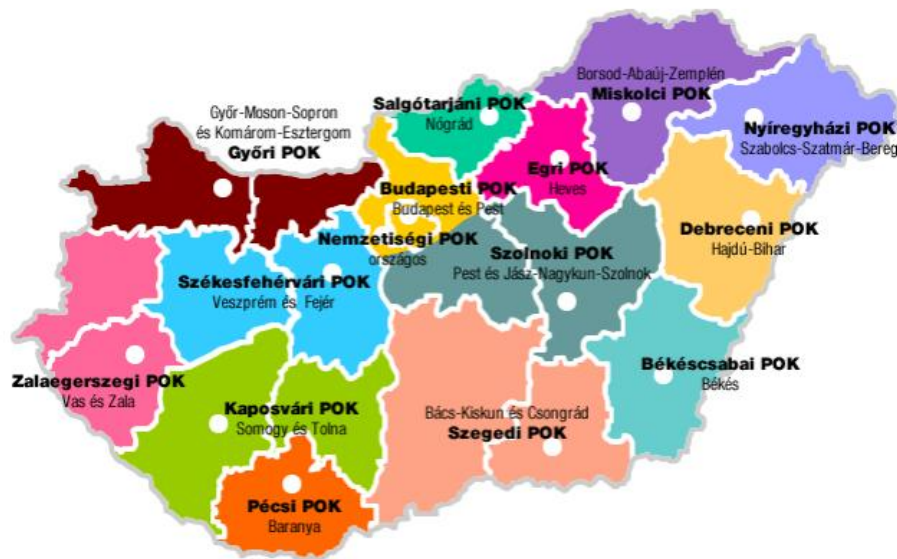 Borsod-Abaúj-Zemplén
Miskolci POK
Salgótarjáni POK
Nógrád
Győr-Moson-Sopron
és Komárom-Esztergom
Győri POK
Nyíregyházi POK
Szabolcs-Szatmár-Bereg
Egri POK
Heves
Budapesti POK
Budapest és Pest
Debreceni POK
Hajdú-Bihar
Nemzetiségi POK
országos
Szolnoki POK
Pest és Jász-Nagykun-Szolnok
Székesfehérvári POK
Veszprém és Fejér
Békéscsabai POK
Békés
Zalaegerszegi POK
Vas és Zala
Kaposvári POK
Somogy és Tolna
Bács-Kiskun és Csongrád
Szegedi POK
Pécsi POK
Baranya